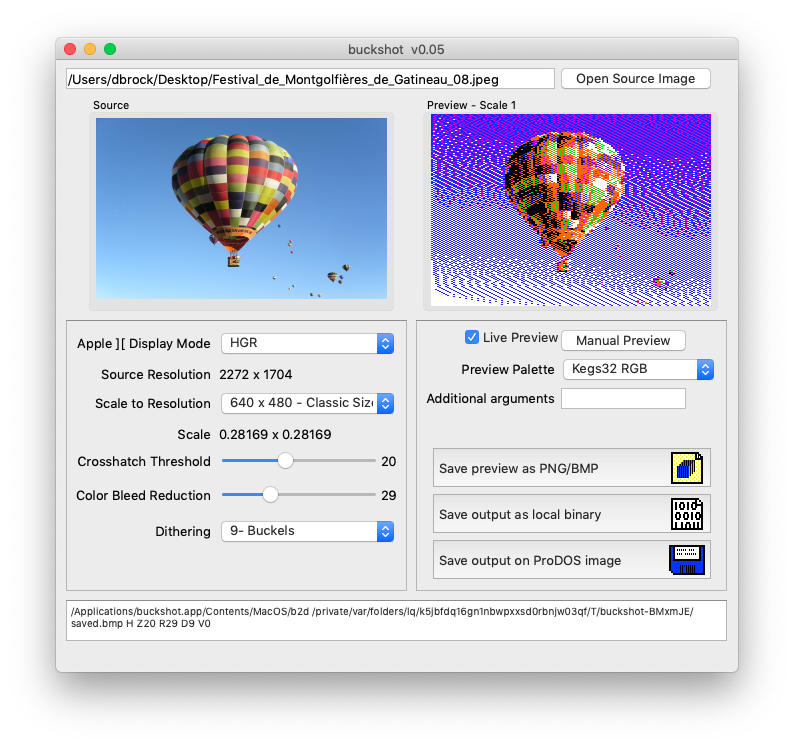 buckshot v0.05
/Users/dbrock/Desktop/Festival_de_Montgolfières_de_Gatineau_08.jpeg
Open Source Image
Source
Preview - Scale 1
Apple ][ Display Mode
HGR
Source Resolution
2272 x 1704
Scale to Resolution
640 x 480 - Classic Size
Scale
0.28169 x 0.28169
Crosshatch Threshold
20
Color Bleed Reduction
29
Dithering
9- Buckels
Live Preview
Manual Preview
Preview Palette
Kegs32 RGB
Additional arguments
Save preview as PNG/BMP
Save output as local binary
Save output on ProDOS image
/Applications/buckshot.app/Contents/MacOS/b2d /private/var/folders/lq/k5jbfdq16gn1nbwpxxsd0rbnjw03qf/T/buckshot-BMxmJE/
saved.bmp H Z20 R29 D9 V0